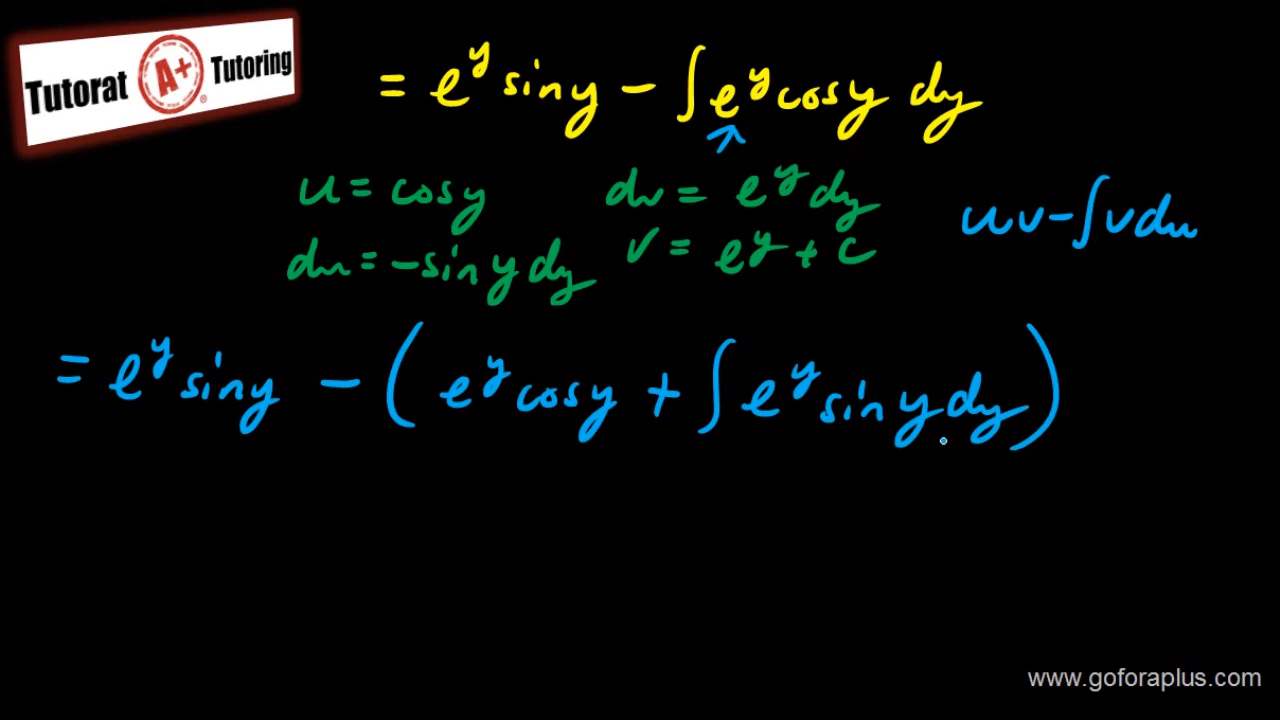 Tutorat A+ Tutoring
= e^y sin y − ∫ e^y cos y dy
u = cos y   dv = e^y dy
uv − ∫ v du
du = −sin y dy   v = e^y + c
= e^y sin y − ( e^y cos y + ∫ e^y sin y dy )
www.goforaplus.com